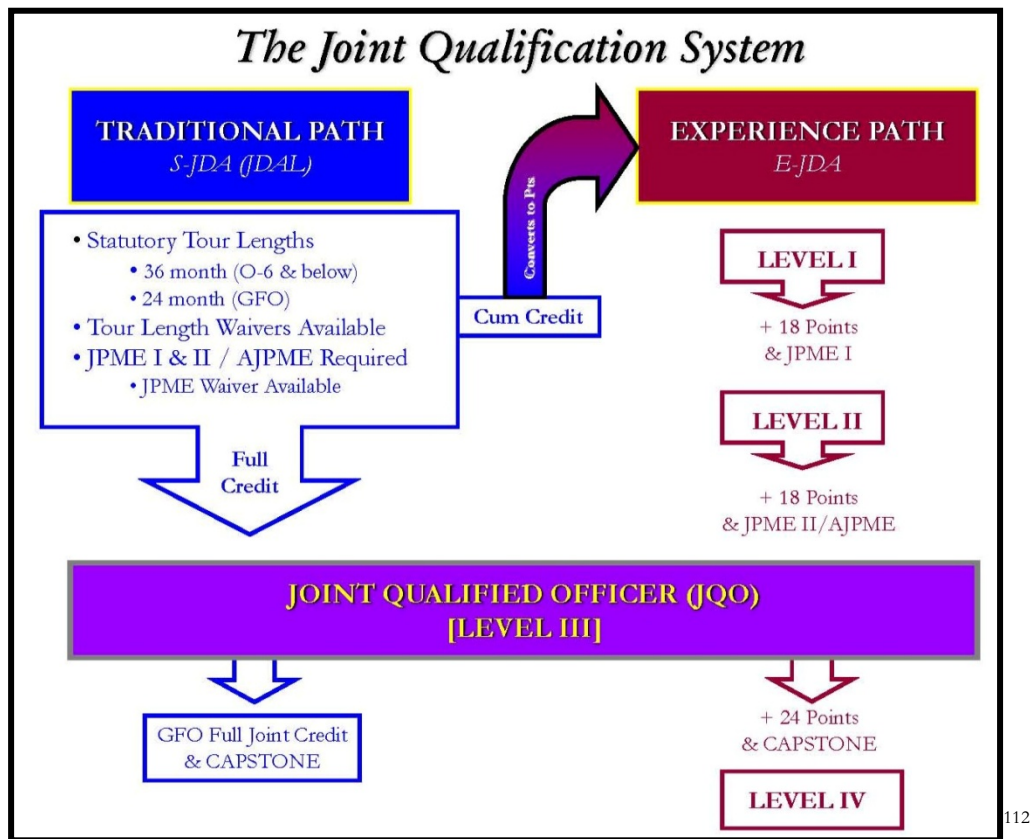 The Joint Qualification System
TRADITIONAL PATH
S-JDA (JDAL)
• Statutory Tour Lengths
• 36 month (O-6 & below)
• 24 month (GFO)
• Tour Length Waivers Available
• JPME I & II / AJPME Required
• JPME Waiver Available
Full
Credit
Cum Credit
Converts to Pts
EXPERIENCE PATH
E-JDA
LEVEL I
+ 18 Points
& JPME I
LEVEL II
+ 18 Points
& JPME II/AJPME
JOINT QUALIFIED OFFICER (JQO)
[LEVEL III]
GFO Full Joint Credit
& CAPSTONE
+ 24 Points
& CAPSTONE
LEVEL IV
112